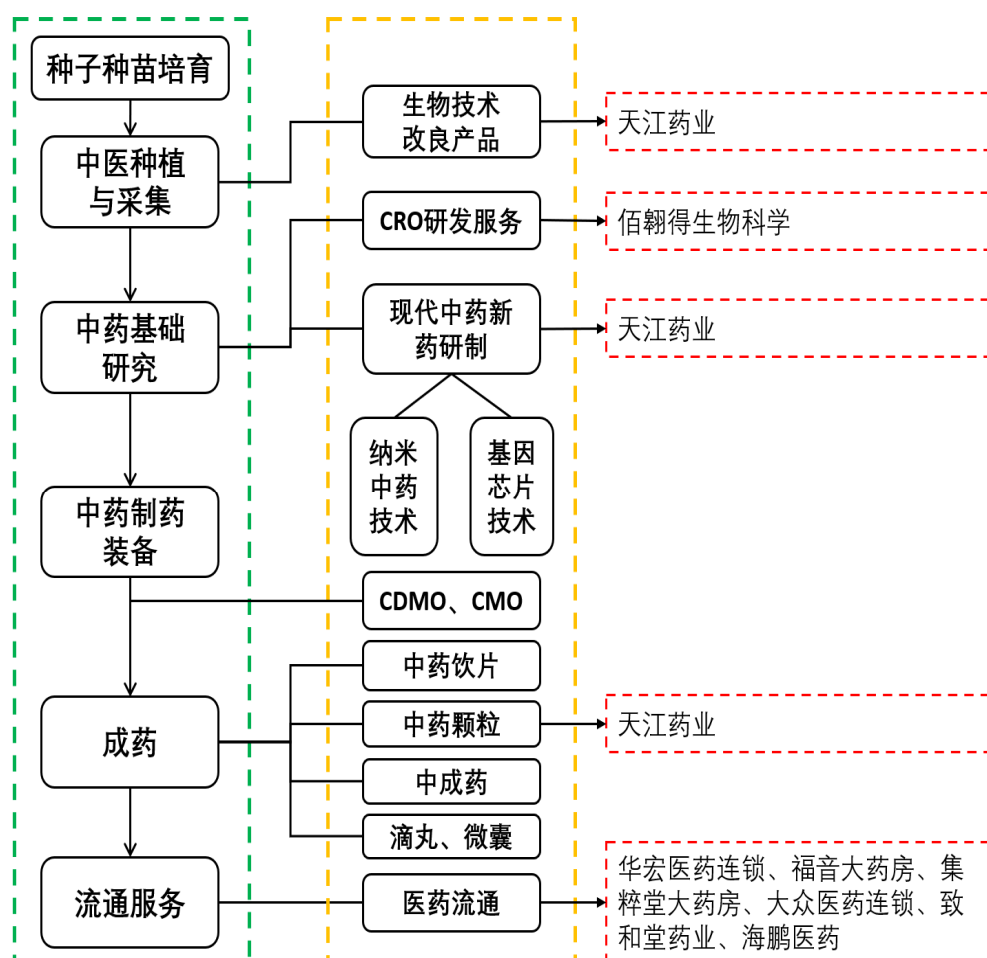 种子种苗培育
中医种植
与采集
中药基础
研究
中药制药
装备
成药
流通服务
生物技术
改良产品
CRO研发服务
现代中药新
药研制
纳米
中药
技术
基因
芯片
技术
CDMO、CMO
中药饮片
中药颗粒
中成药
滴丸、微囊
医药流通
天江药业
佰翱得生物科学
天江药业
天江药业
华宏医药连锁、福音大药房、集
粹堂大药房、大众医药连锁、致
和堂药业、海鹏医药